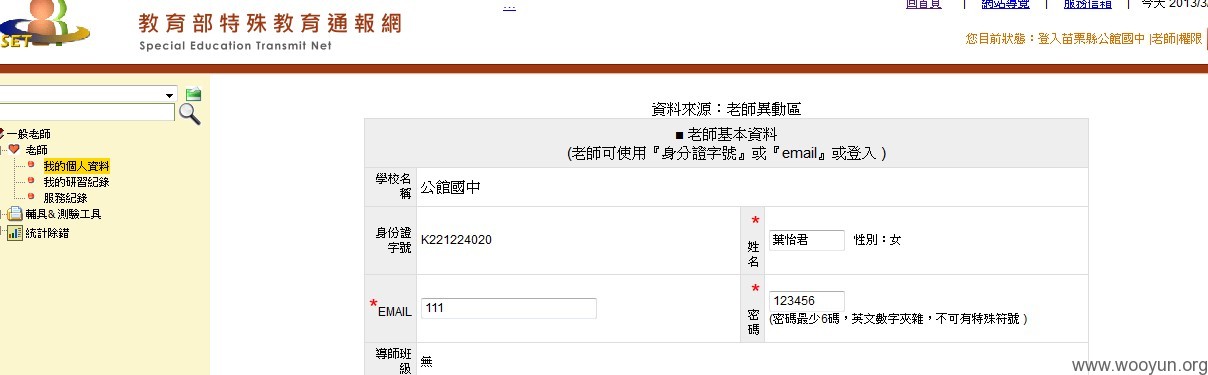 ...
回首頁 | 網站導覽 | 服務信箱 | 今天 2013/3/
SET
教育部特殊教育通報網
Special Education Transmit Net
您目前狀態：登入苗栗縣公館國中 |老師|權限
一般老師
老師
我的個人資料
我的研習紀錄
服務紀錄
輔具&測驗工具
統計除錯
資料來源：老師異動區
■ 老師基本資料
(老師可使用『身分證字號』或『email』或登入 )
學校名
稱
公館國中
身份證
字號
K221224020
*
姓
名
葉怡君 性別：女
*EMAIL
111
*
密
碼
123456
(密碼最少6碼，英文數字夾雜，不可有特殊符號 )
導師班
級
無
www.wooyun.org